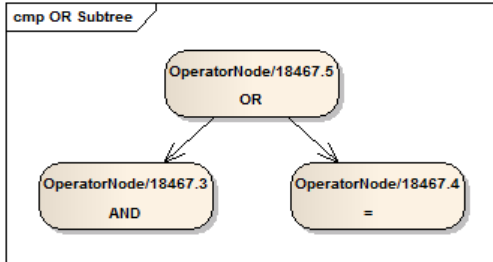 cmp OR Subtree
OperatorNode/18467.5
OR
OperatorNode/18467.3
AND
OperatorNode/18467.4
=